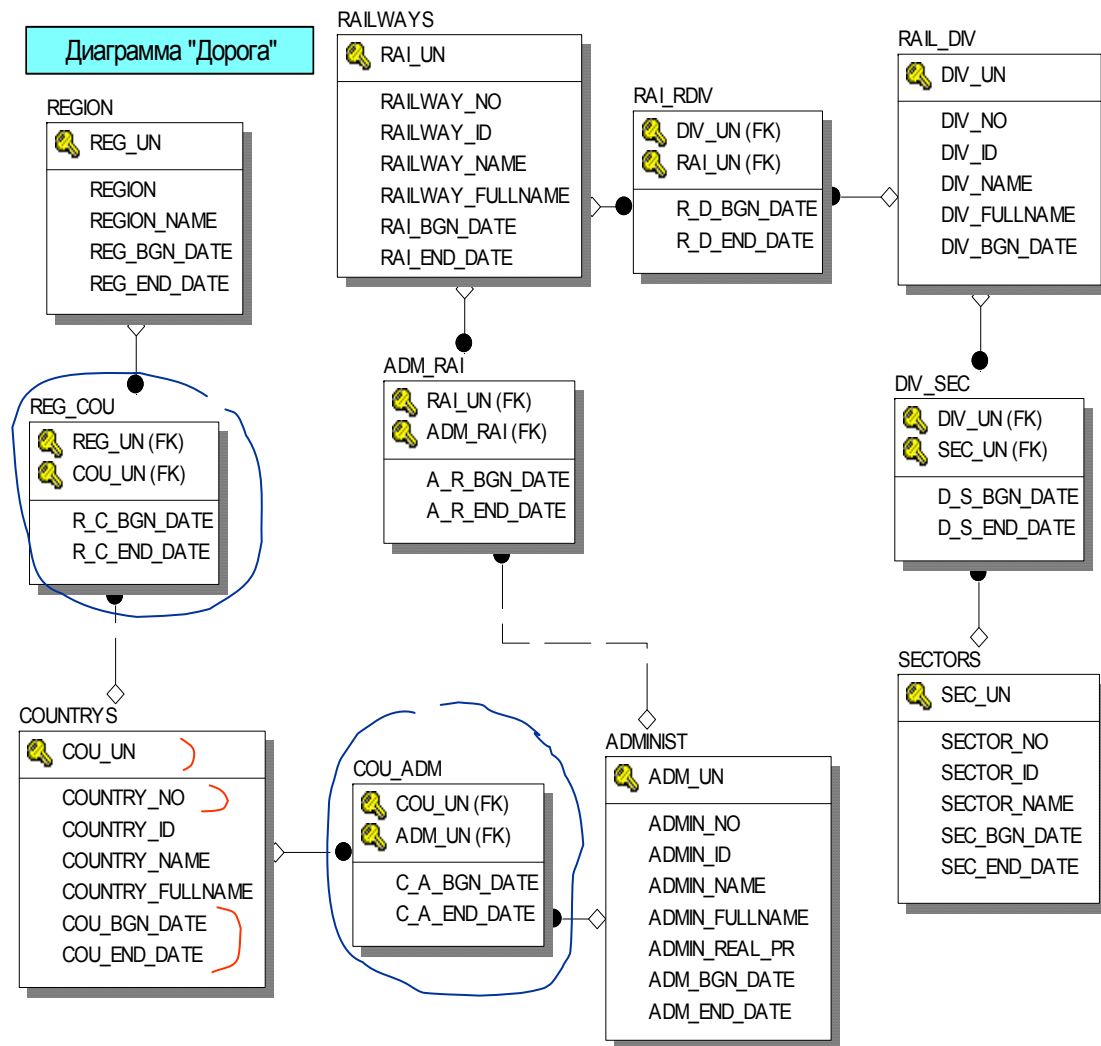 Диаграмма "Дорога"
REGION
REG_UN
REGION
REGION_NAME
REG_BGN_DATE
REG_END_DATE
RAILWAYS
RAI_UN
RAILWAY_NO
RAILWAY_ID
RAILWAY_NAME
RAILWAY_FULLNAME
RAI_BGN_DATE
RAI_END_DATE
RAI_RDIV
DIV_UN (FK)
RAI_UN (FK)
R_D_BGN_DATE
R_D_END_DATE
RAIL_DIV
DIV_UN
DIV_NO
DIV_ID
DIV_NAME
DIV_FULLNAME
DIV_BGN_DATE
REG_COU
REG_UN (FK)
COU_UN (FK)
R_C_BGN_DATE
R_C_END_DATE
ADM_RAI
RAI_UN (FK)
ADM_RAI (FK)
A_R_BGN_DATE
A_R_END_DATE
DIV_SEC
DIV_UN (FK)
SEC_UN (FK)
D_S_BGN_DATE
D_S_END_DATE
COUNTRYS
COU_UN
COUNTRY_NO
COUNTRY_ID
COUNTRY_NAME
COUNTRY_FULLNAME
COU_BGN_DATE
COU_END_DATE
COU_ADM
COU_UN (FK)
ADM_UN (FK)
C_A_BGN_DATE
C_A_END_DATE
ADMINIST
ADM_UN
ADMIN_NO
ADMIN_ID
ADMIN_NAME
ADMIN_FULLNAME
ADMIN_REAL_PR
ADM_BGN_DATE
ADM_END_DATE
SECTORS
SEC_UN
SECTOR_NO
SECTOR_ID
SECTOR_NAME
SEC_BGN_DATE
SEC_END_DATE